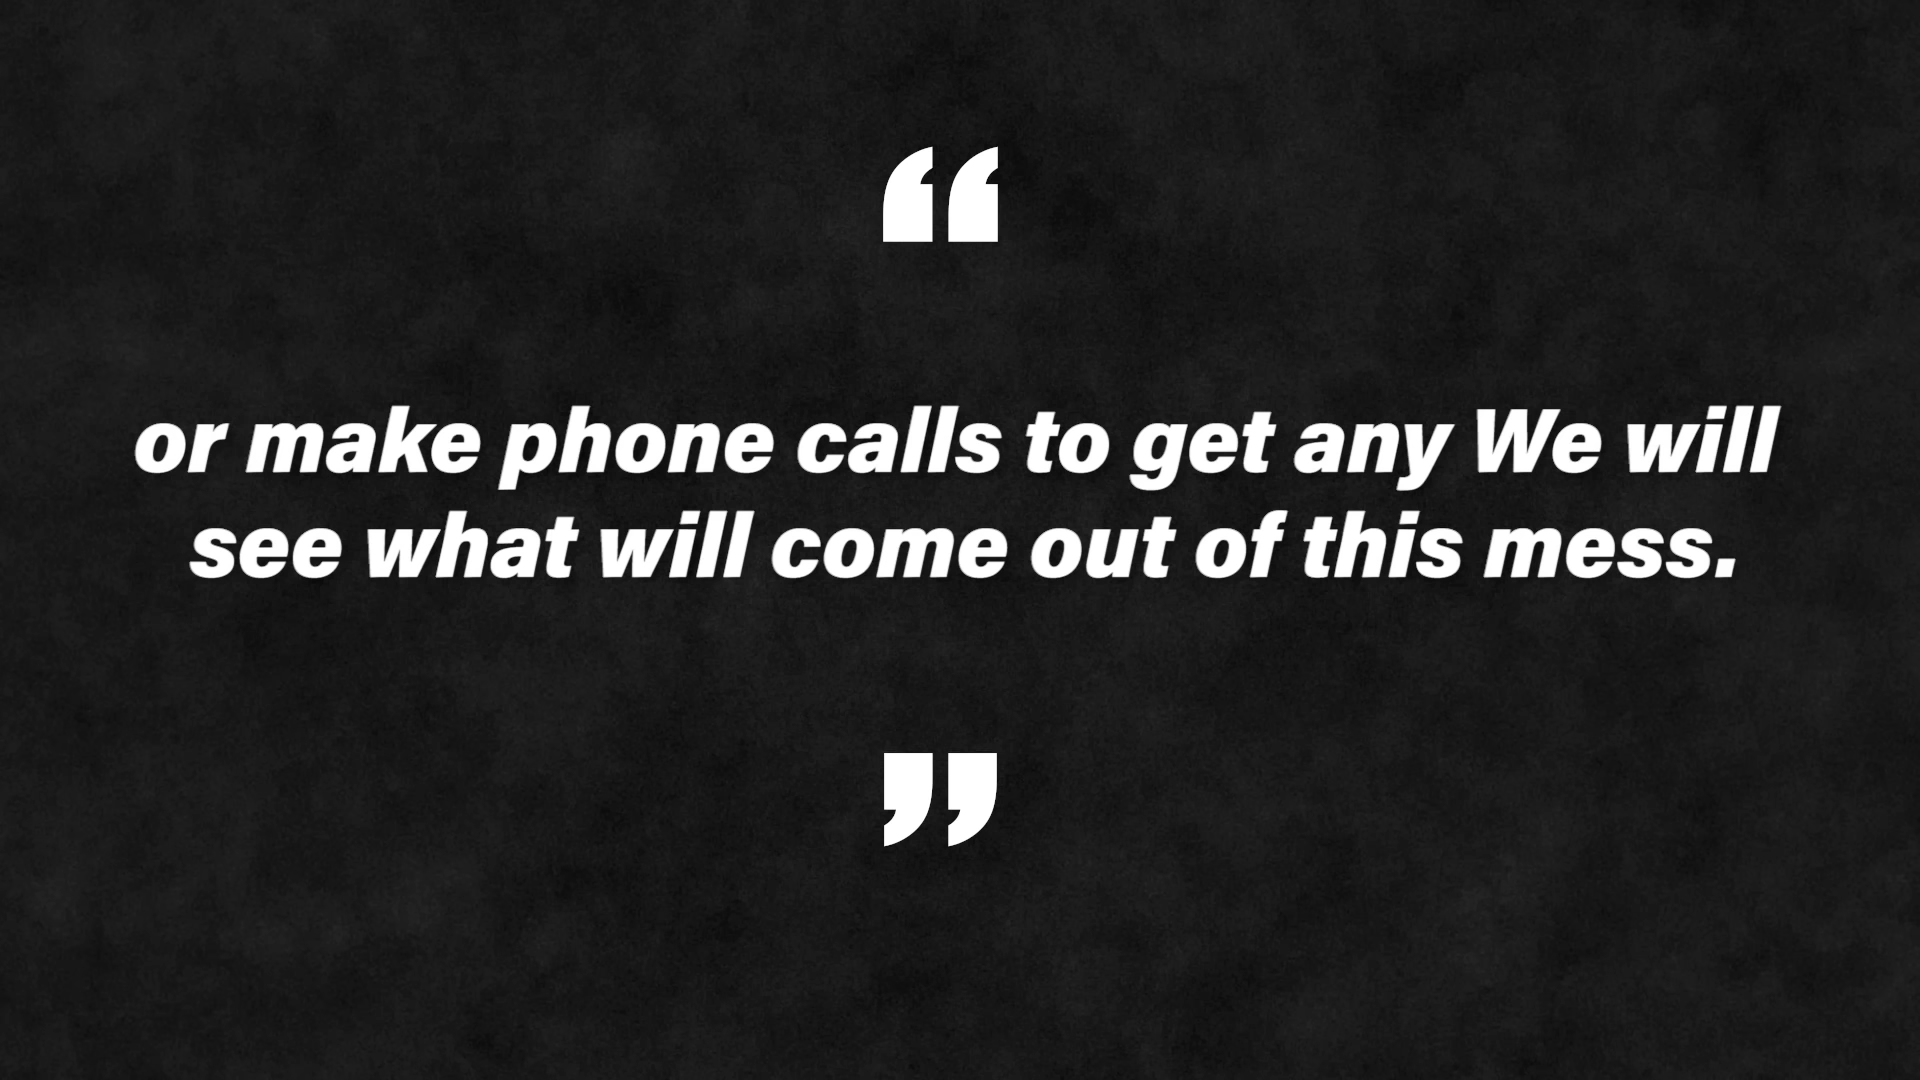 “
or make phone calls to get any We will
see what will come out of this mess.
”